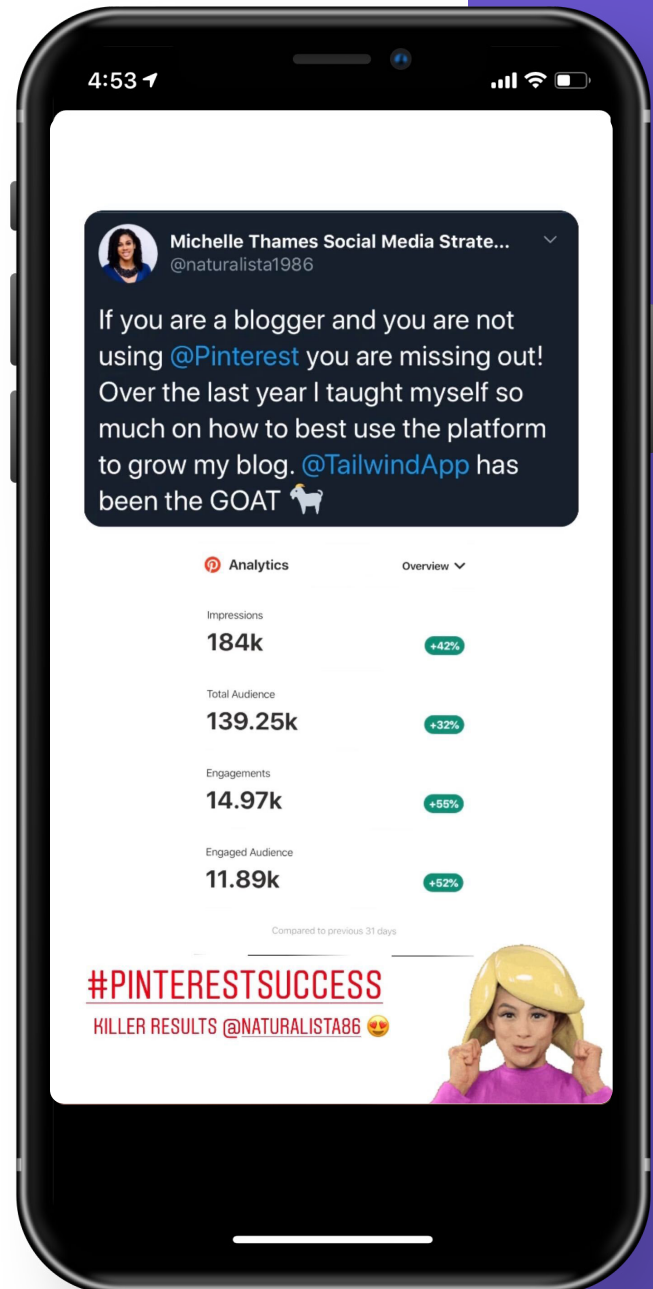 4:53
Michelle Thames Social Media Strate...
@naturalista1986
If you are a blogger and you are not
using @Pinterest you are missing out!
Over the last year I taught myself so
much on how to best use the platform
to grow my blog. @TailwindApp has
been the GOAT 🐐
Analytics
Overview
Impressions
184k
+42%
Total Audience
139.25k
+32%
Engagements
14.97k
+55%
Engaged Audience
11.89k
+52%
Compared to previous 31 days
#PINTERESTSUCCESS
KILLER RESULTS @NATURALISTA86 😍